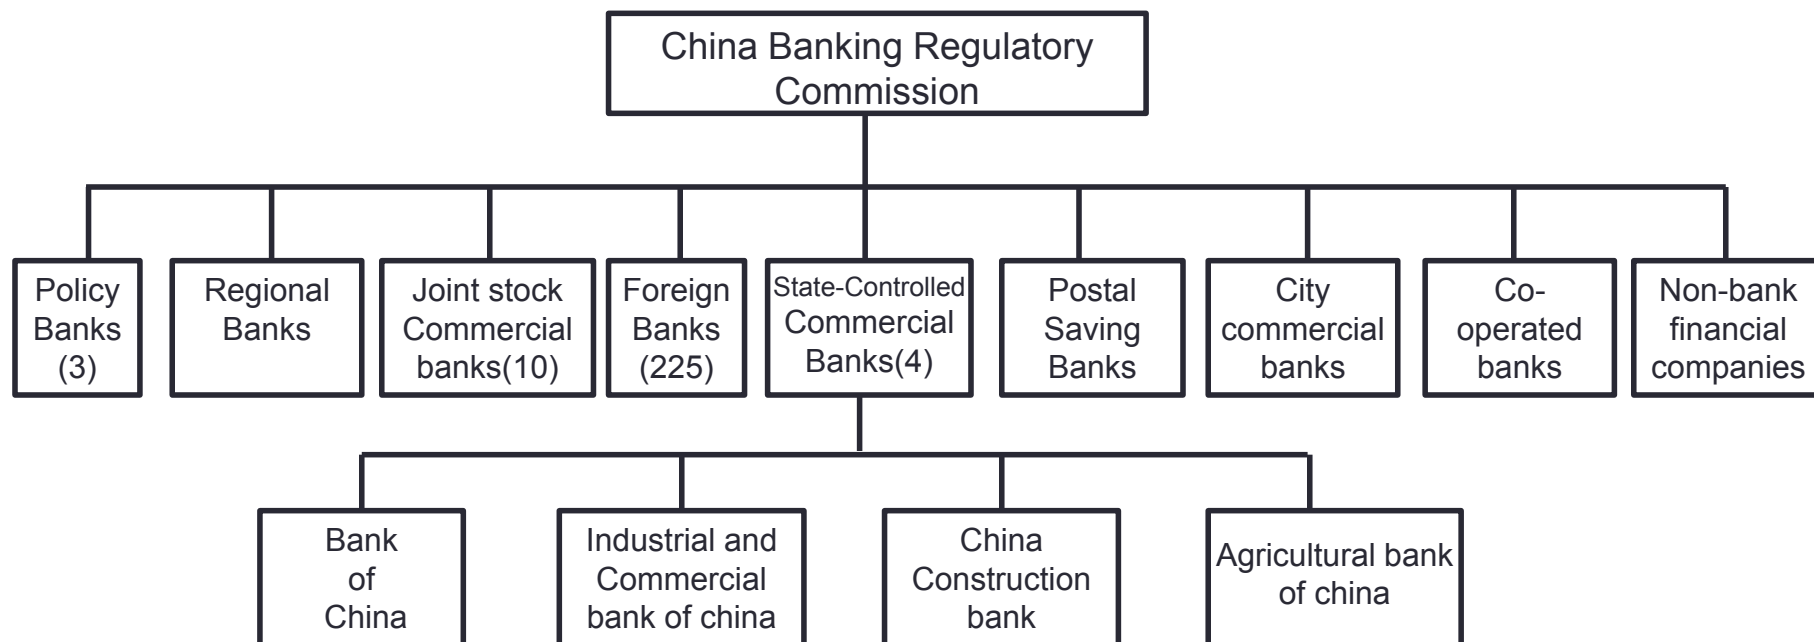 China Banking Regulatory
Commission
Policy
Banks
(3)
Regional
Banks
Joint stock
Commercial
banks(10)
Foreign
Banks
(225)
State-Controlled
Commercial
Banks(4)
Postal
Saving
Banks
City
commercial
banks
Co-
operated
banks
Non-bank
financial
companies
Bank
of
China
Industrial and
Commercial
bank of china
China
Construction
bank
Agricultural bank
of china